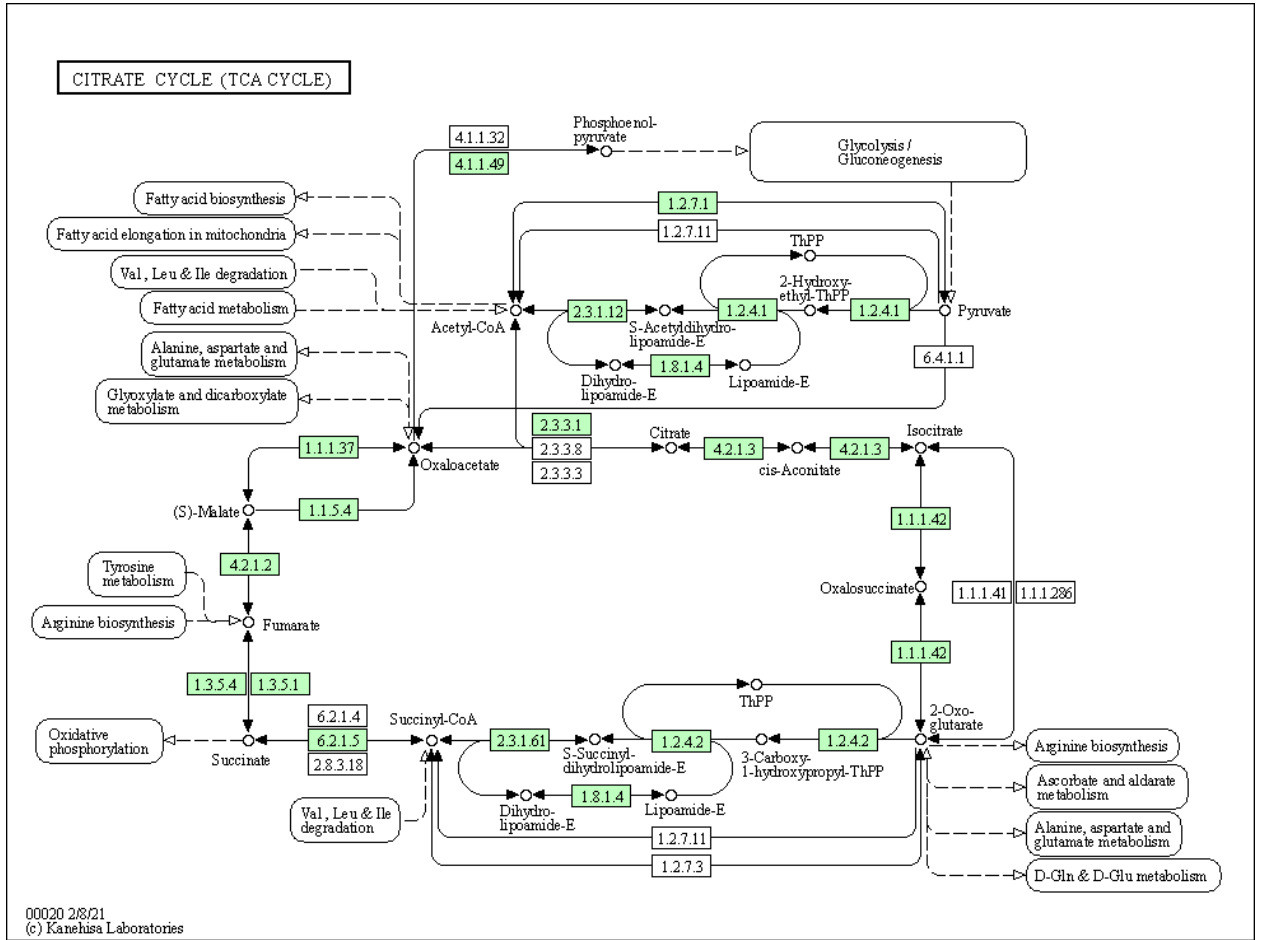 CITRATE CYCLE (TCA CYCLE)
Phosphoenol-
pyruvate
4.1.1.32
4.1.1.49
Glycolysis /
Gluconeogenesis
Fatty acid biosynthesis
Fatty acid elongation in mitochondria
Val, Leu & Ile degradation
Fatty acid metabolism
Alanine, aspartate and
glutamate metabolism
Glyoxylate and dicarboxylate
metabolism
1.2.7.1
1.2.7.11
ThPP
2-Hydroxy-
ethyl-ThPP
Acetyl-CoA
2.3.1.12
S-Acetyldihydro-
lipoamide-E
1.2.4.1
1.2.4.1
Pyruvate
Dihydro-
lipoamide-E
1.8.1.4
Lipoamide-E
6.4.1.1
1.1.1.37
Oxaloacetate
2.3.3.1
2.3.3.8
2.3.3.3
Citrate
4.2.1.3
cis-Aconitate
4.2.1.3
Isocitrate
(S)-Malate
1.1.5.4
1.1.1.42
4.2.1.2
Tyrosine
metabolism
Arginine biosynthesis
Fumarate
Oxalosuccinate
1.1.1.41
1.1.1.286
1.1.1.42
1.3.5.4
1.3.5.1
ThPP
Oxidative
phosphorylation
Succinate
6.2.1.4
6.2.1.5
2.8.3.18
Succinyl-CoA
2.3.1.61
S-Succinyl-
dihydrolipoamide-E
1.2.4.2
3-Carboxy-
1-hydroxypropyl-ThPP
1.2.4.2
2-Oxo-
glutarate
Val, Leu & Ile
degradation
Dihydro-
lipoamide-E
1.8.1.4
Lipoamide-E
1.2.7.11
1.2.7.3
Arginine biosynthesis
Ascorbate and aldarate
metabolism
Alanine, aspartate and
glutamate metabolism
D-Gln & D-Glu metabolism
00020 2/8/21
(c) Kanehisa Laboratories